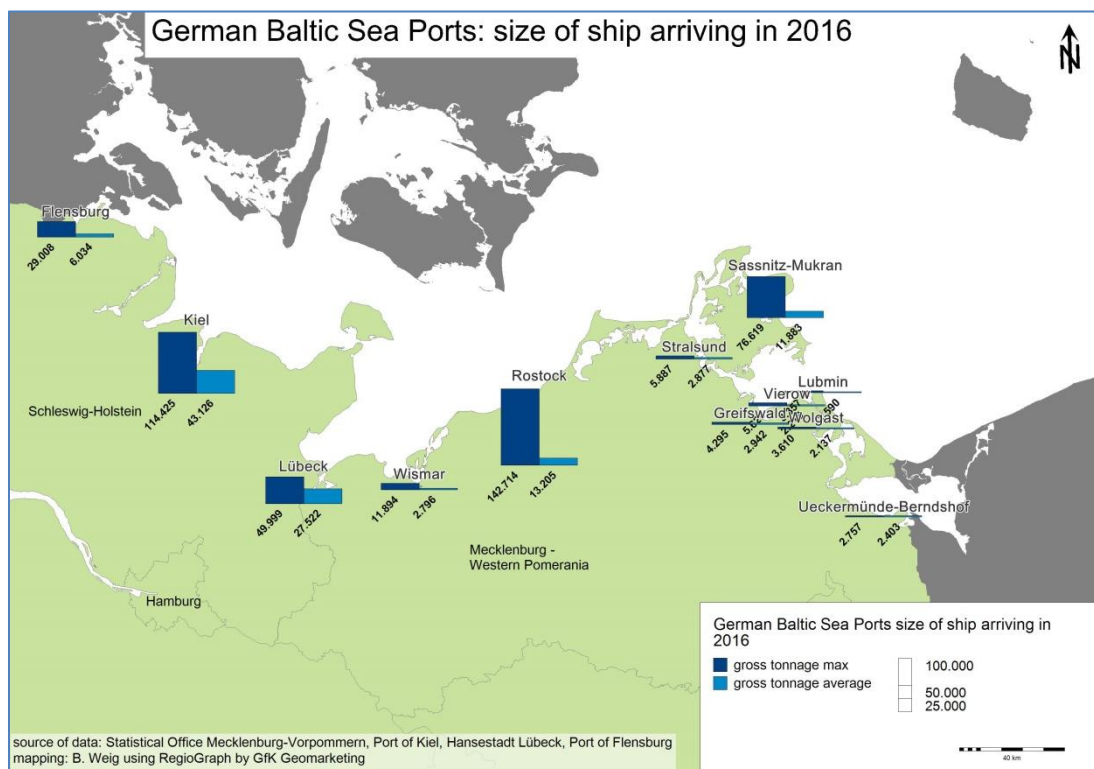 German Baltic Sea Ports: size of ship arriving in 2016
N
Flensburg
29.008 6.034
Kiel
114.425 43.126
Schleswig-Holstein
Lübeck
49.999 27.522
Wismar
11.894 2.796
Rostock
142.714 13.205
Mecklenburg -
Western Pomerania
Hamburg
Sassnitz-Mukran
76.619 11.883
Stralsund
5.887 2.877
Lubmin
Vierow
Greifswald
4.295 2.942
Wolgast
3.610 2.137
Ueckermünde-Berndshof
2.757 2.403
German Baltic Sea Ports size of ship arriving in
2016
gross tonnage max
gross tonnage average
100.000
50.000
25.000
40 km
source of data: Statistical Office Mecklenburg-Vorpommern, Port of Kiel, Hansestadt Lübeck, Port of Flensburg
mapping: B. Weig using RegioGraph by GfK Geomarketing